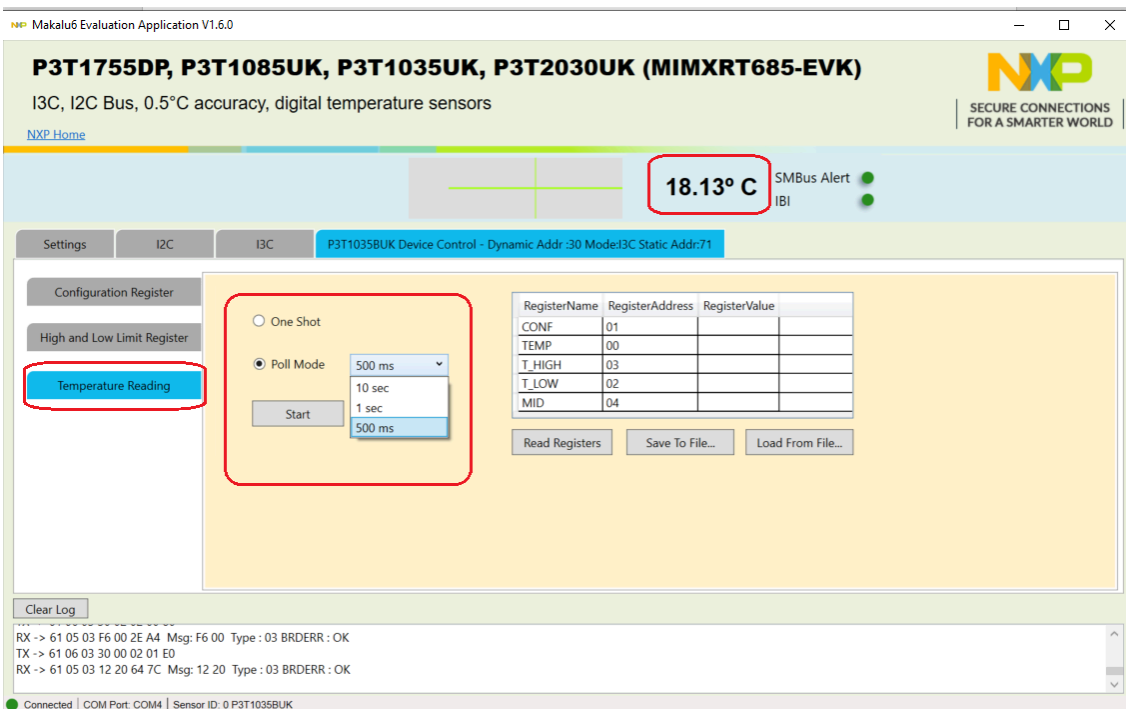 NXP Makalu6 Evaluation Application V1.6.0
P3T1755DP, P3T1085UK, P3T1035UK, P3T2030UK (MIMXRT685-EVK)
I3C, I2C Bus, 0.5°C accuracy, digital temperature sensors
NXP Home
NXP
SECURE CONNECTIONS
FOR A SMARTER WORLD
18.13º C
SMBus Alert
IBI
Settings
I2C
I3C
P3T1035BUK Device Control - Dynamic Addr :30 Mode:I3C Static Addr:71
Configuration Register
High and Low Limit Register
Temperature Reading
One Shot
Poll Mode
500 ms
10 sec
1 sec
500 ms
Start
RegisterName RegisterAddress RegisterValue
CONF 01
TEMP 00
T_HIGH 03
T_LOW 02
MID 04
Read Registers
Save To File...
Load From File...
Clear Log
RX -> 61 05 03 F6 00 2E A4 Msg: F6 00 Type : 03 BRDERR : OK
TX -> 61 06 03 30 00 02 01 E0
RX -> 61 05 03 12 20 64 7C Msg: 12 20 Type : 03 BRDERR : OK
Connected | COM Port: COM4 | Sensor ID: 0 P3T1035BUK